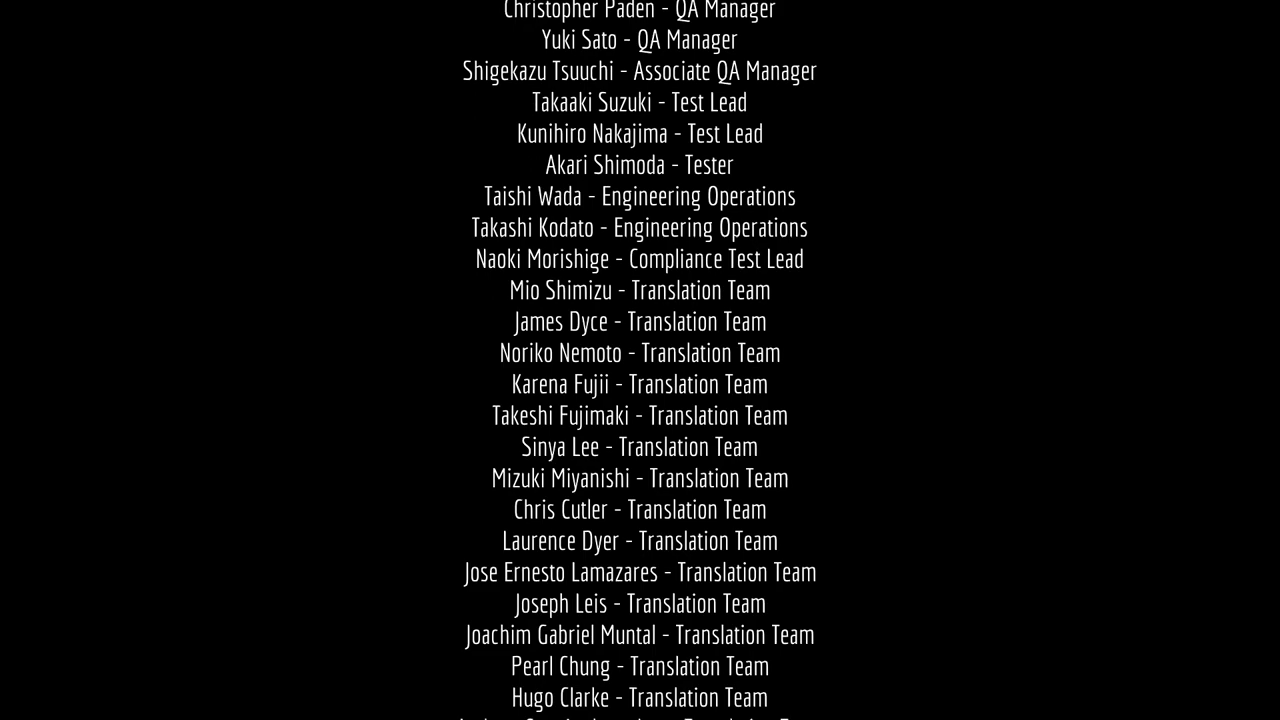 Christopher Paden - QA Manager
Yuki Sato - QA Manager
Shigekazu Tsuuchi - Associate QA Manager
Takaaki Suzuki - Test Lead
Kunihiro Nakajima - Test Lead
Akari Shimoda - Tester
Taishi Wada - Engineering Operations
Takashi Kodato - Engineering Operations
Naoki Morishige - Compliance Test Lead
Mio Shimizu - Translation Team
James Dyce - Translation Team
Noriko Nemoto - Translation Team
Karena Fujii - Translation Team
Takeshi Fujimaki - Translation Team
Sinya Lee - Translation Team
Mizuki Miyanishi - Translation Team
Chris Cutler - Translation Team
Laurence Dyer - Translation Team
Jose Ernesto Lamazares - Translation Team
Joseph Leis - Translation Team
Joachim Gabriel Muntal - Translation Team
Pearl Chung - Translation Team
Hugo Clarke - Translation Team